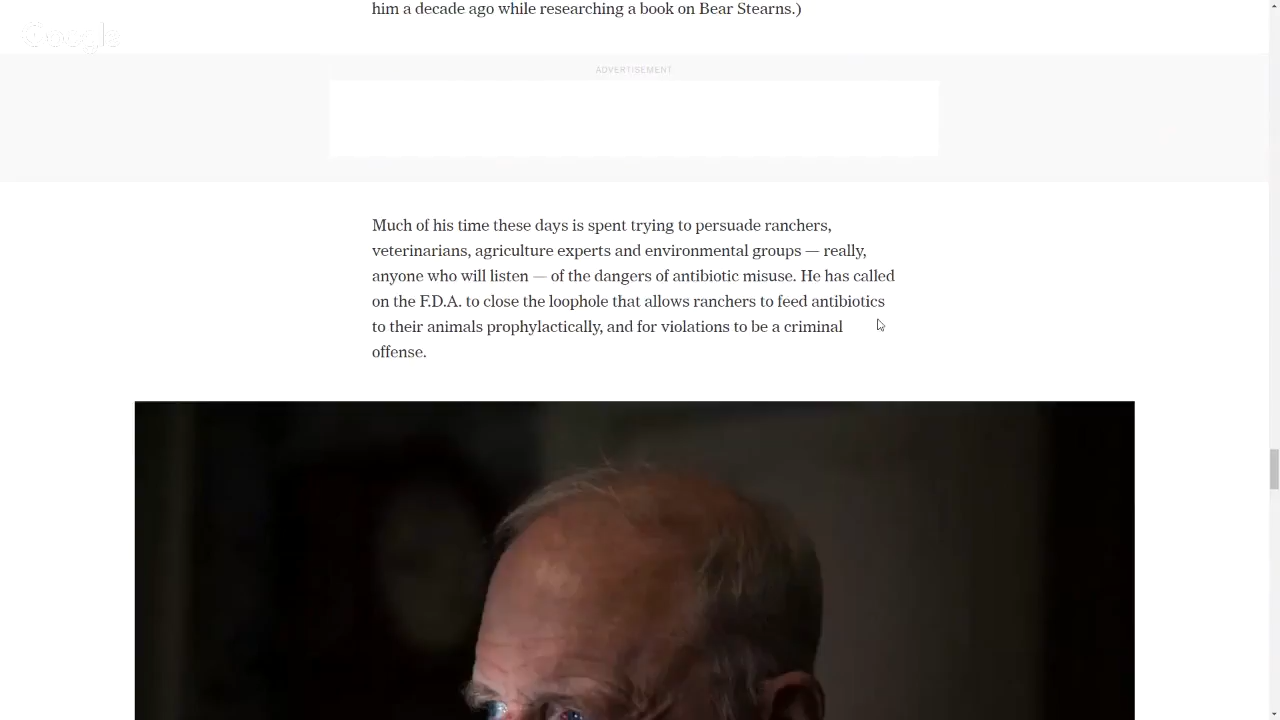 him a decade ago while researching a book on Bear Stearns.)
Google
ADVERTISEMENT
Much of his time these days is spent trying to persuade ranchers,
veterinarians, agriculture experts and environmental groups — really,
anyone who will listen — of the dangers of antibiotic misuse. He has called
on the F.D.A. to close the loophole that allows ranchers to feed antibiotics
to their animals prophylactically, and for violations to be a criminal
offense.